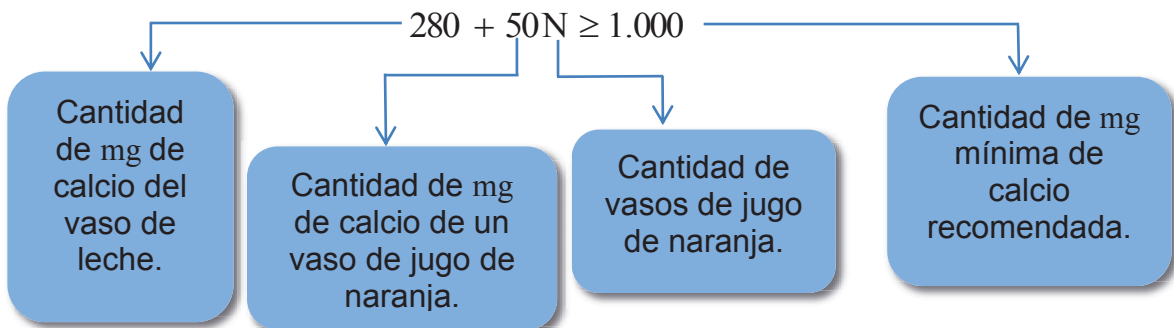 280 + 50N ≥ 1.000
Cantidad
de mg de
calcio del
vaso de
leche.
Cantidad de mg
de calcio de un
vaso de jugo de
naranja.
Cantidad de
vasos de jugo
de naranja.
Cantidad de mg
mínima de
calcio
recomendada.